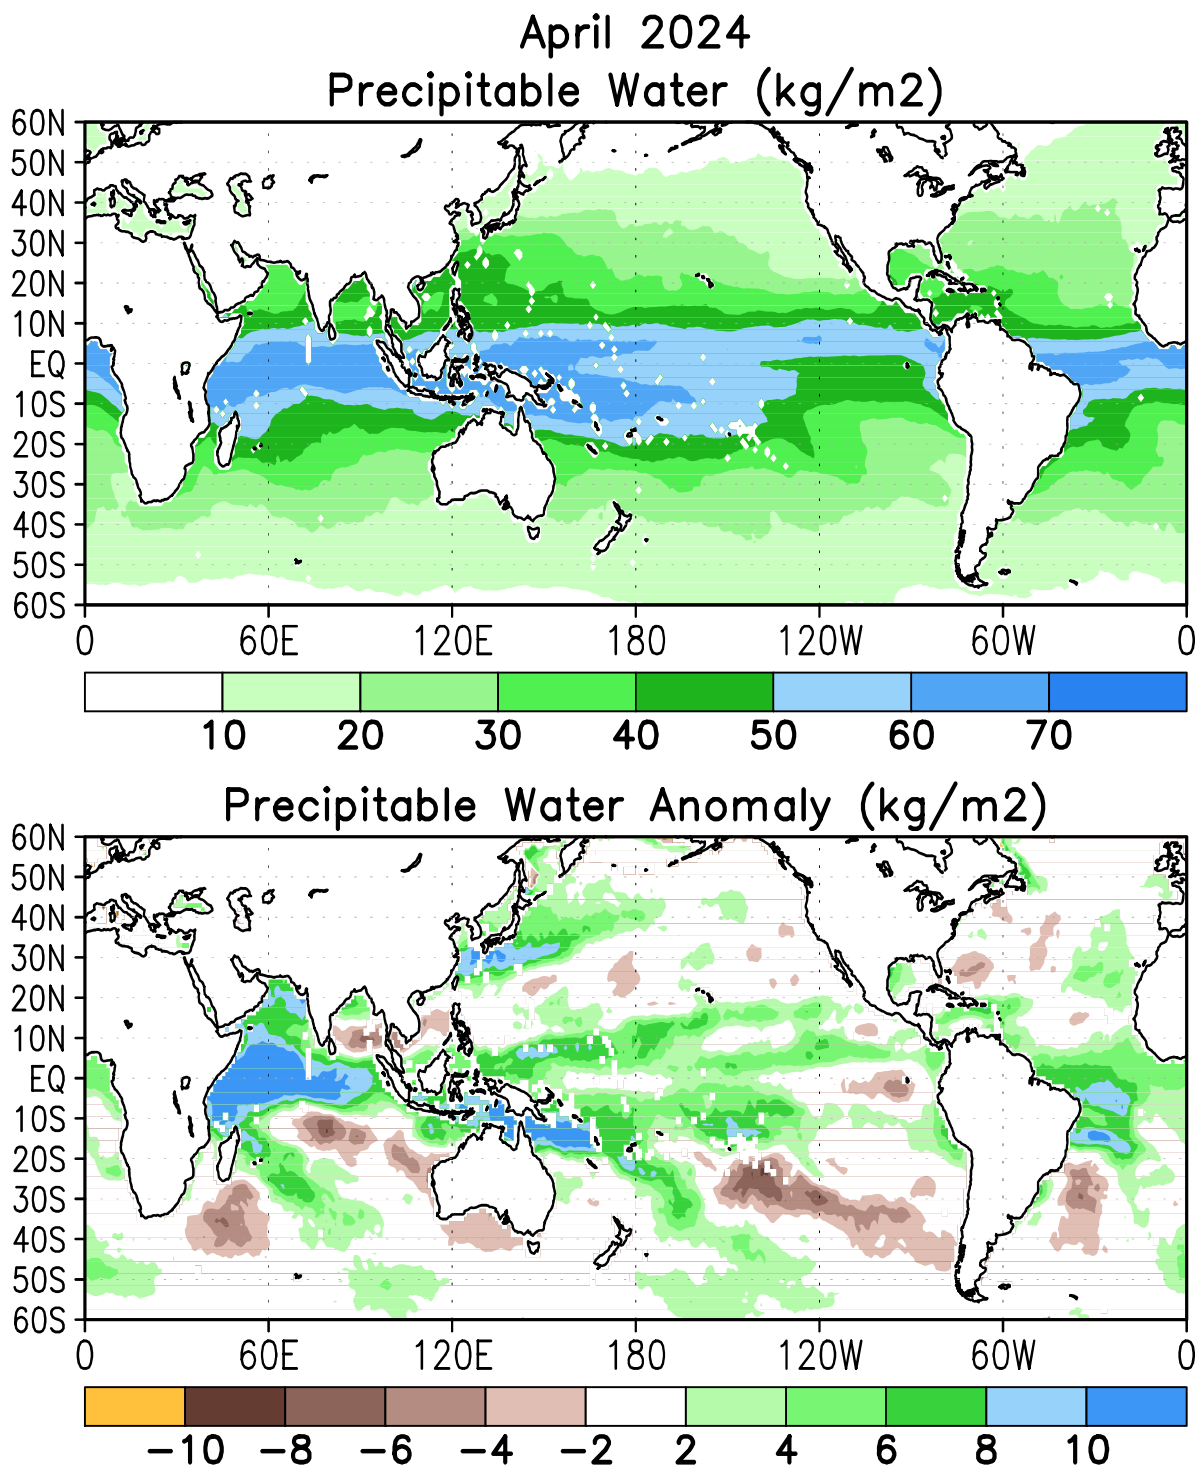 April 2024
Precipitable Water (kg/m2)
60N
50N
40N
30N
20N
10N
EQ
10S
20S
30S
40S
50S
60S
0 60E 120E 180 120W 60W 0
10 20 30 40 50 60 70
Precipitable Water Anomaly (kg/m2)
60N
50N
40N
30N
20N
10N
EQ
10S
20S
30S
40S
50S
60S
0 60E 120E 180 120W 60W 0
−10 −8 −6 −4 −2 2 4 6 8 10